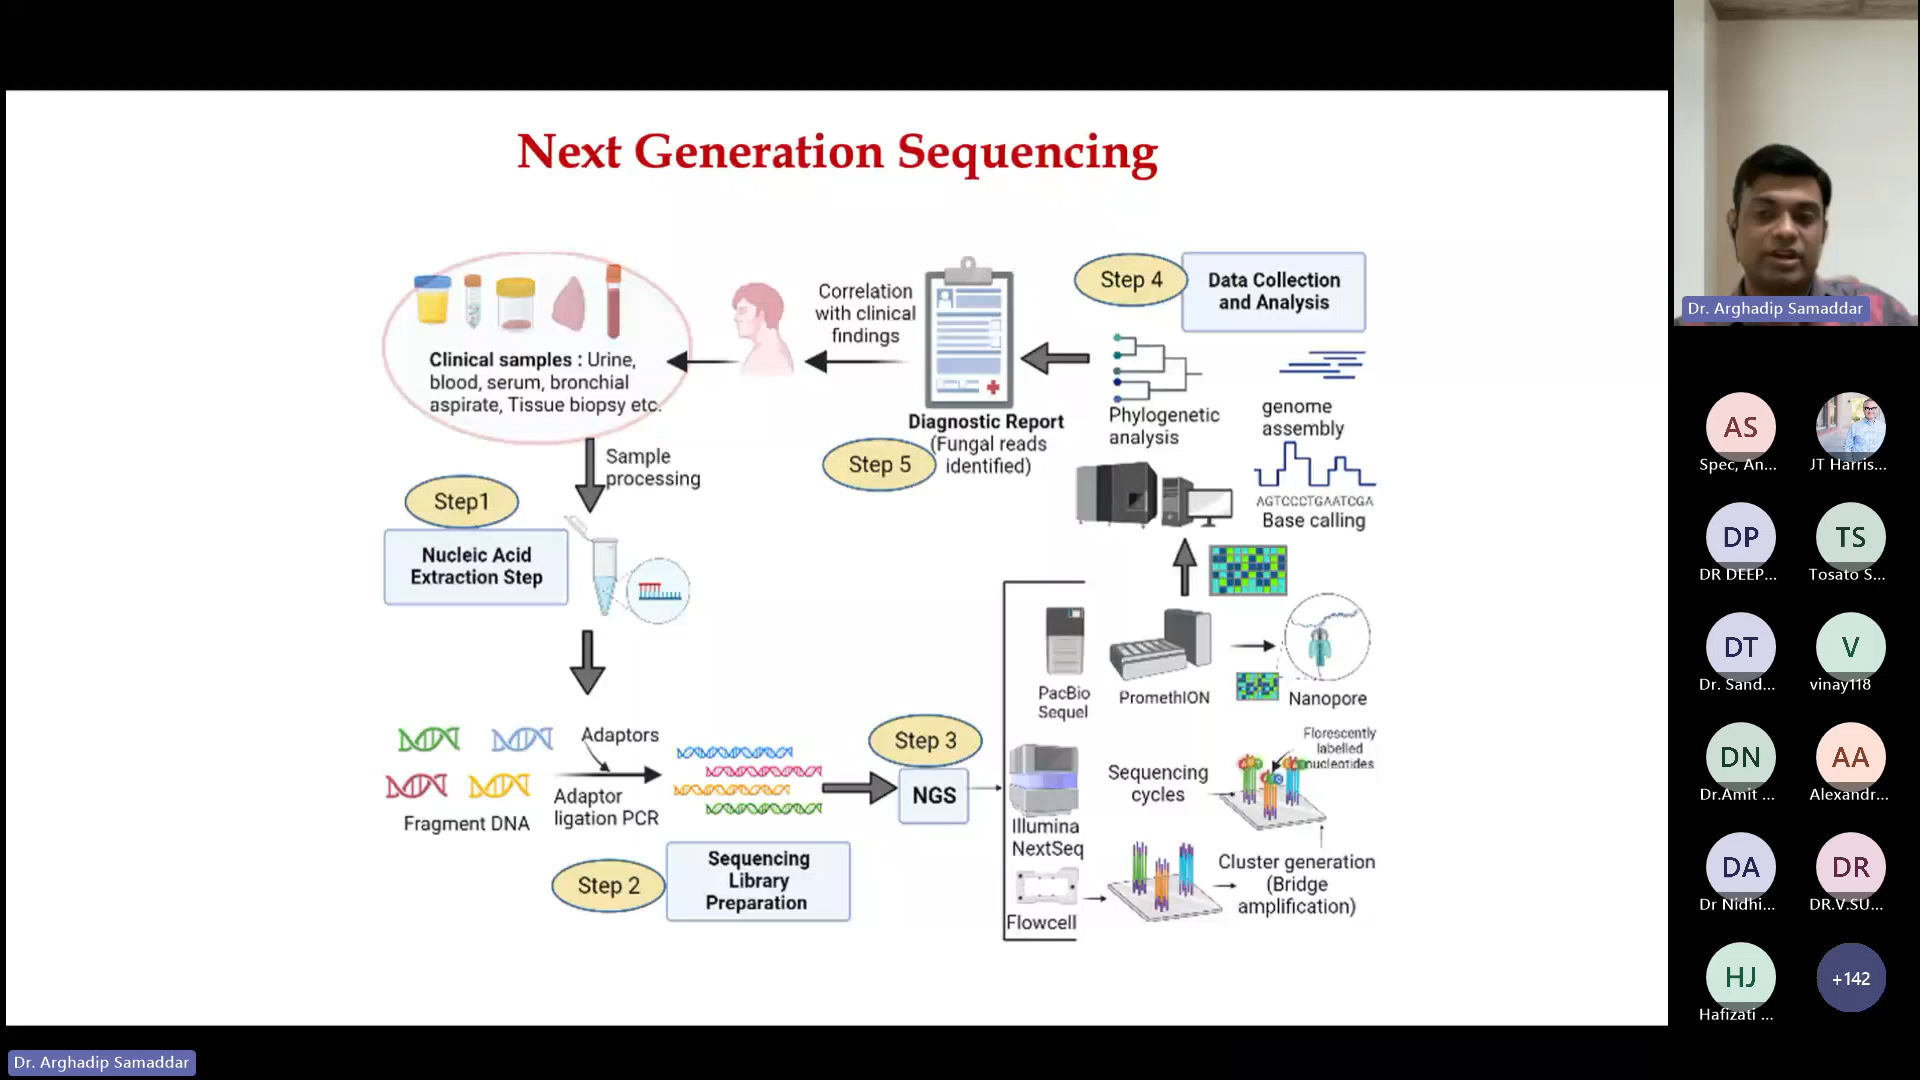 Next Generation Sequencing
Clinical samples : Urine,
blood, serum, bronchial
aspirate, Tissue biopsy etc.
Correlation
with clinical
findings
Diagnostic Report
(Fungal reads
identified)
Step 5
Step 4
Data Collection
and Analysis
Phylogenetic
analysis
genome
assembly
AGTCCCTGAATCGA
Base calling
Sample
processing
Step1
Nucleic Acid
Extraction Step
Fragment DNA
Adaptors
Adaptor
ligation PCR
Step 2
Sequencing
Library
Preparation
Step 3
NGS
PacBio
Sequel
PromethION
Nanopore
Illumina
NextSeq
Flowcell
Sequencing
cycles
Florescently
labelled
nucleotides
Cluster generation
(Bridge
amplification)
Dr. Arghadip Samaddar
Dr. Arghadip Samaddar
AS
Spec, An...
JT Harris...
DP
DR DEEP...
TS
Tosato S...
DT
Dr. Sand...
V
vinay118
DN
Dr.Amit ...
AA
Alexandr...
DA
Dr Nidhi...
DR
DR.V.SU...
HJ
Hafizati ...
+142